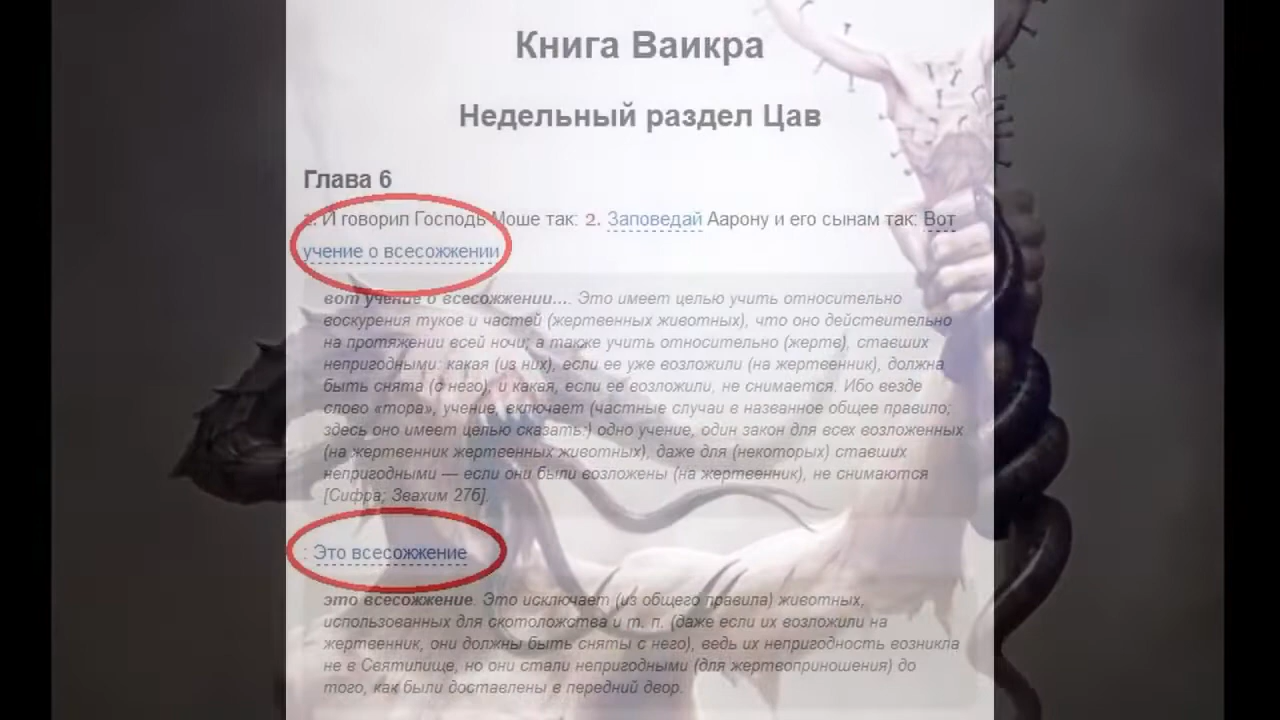 Книга Ваикра
Недельный раздел Цав
Глава 6
1. И говорил Господь Моше так: 2. Заповедай Аарону и его сынам так: Вот
учение о всесожжении
вот учение о всесожжении.... Это имеет целью учить относительно
воскурения туков и частей (жертвенных животных), что оно действительно
на протяжении всей ночи; а также учить относительно (жертв), ставших
непригодными: какая (из них), если ее уже возложили (на жертвенник), должна
быть снята (с него), и какая, если ее возложили, не снимается. Ибо везде
слово «тора», учение, включает (частные случаи в названное общее правило;
здесь оно имеет целью сказать:) одно учение, один закон для всех возложенных
(на жертвенник жертвенных животных), даже для (некоторых) ставших
непригодными — если они были возложены (на жертвенник), не снимаются
[Сифра; Звахим 27б].
: Это всесожжение
это всесожжение. Это исключает (из общего правила) животных,
использованных для скотоложства и т. п. (даже если их возложили на
жертвенник, они должны быть сняты с него), ведь их непригодность возникла
не в Святилище, но они стали непригодными (для жертвоприношения) до
того, как были доставлены в передний двор.